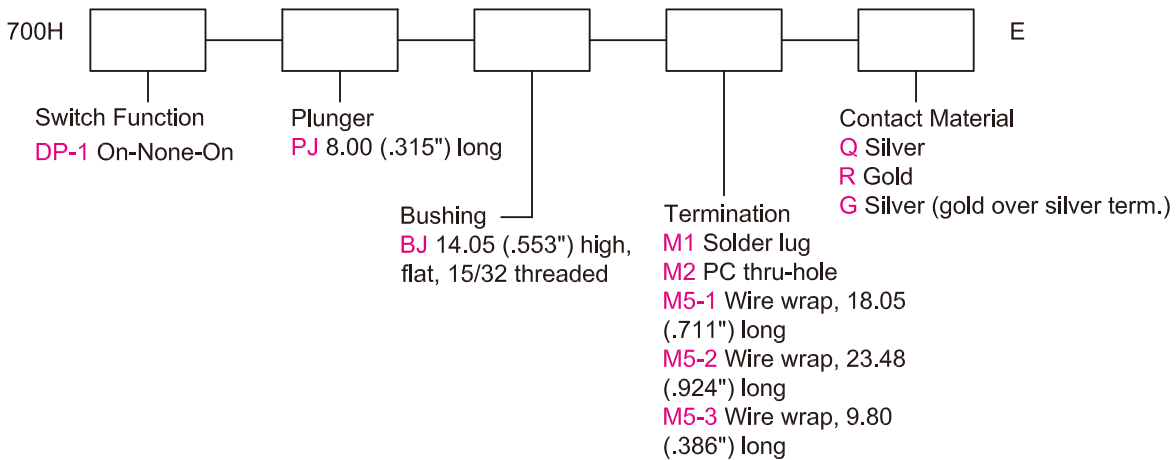 700H
E
Switch Function
DP-1 On-None-On
Plunger
PJ 8.00 (.315") long
Bushing
BJ 14.05 (.553") high,
flat, 15/32 threaded
Termination
M1 Solder lug
M2 PC thru-hole
M5-1 Wire wrap, 18.05
(.711") long
M5-2 Wire wrap, 23.48
(.924") long
M5-3 Wire wrap, 9.80
(.386") long
Contact Material
Q Silver
R Gold
G Silver (gold over silver term.)